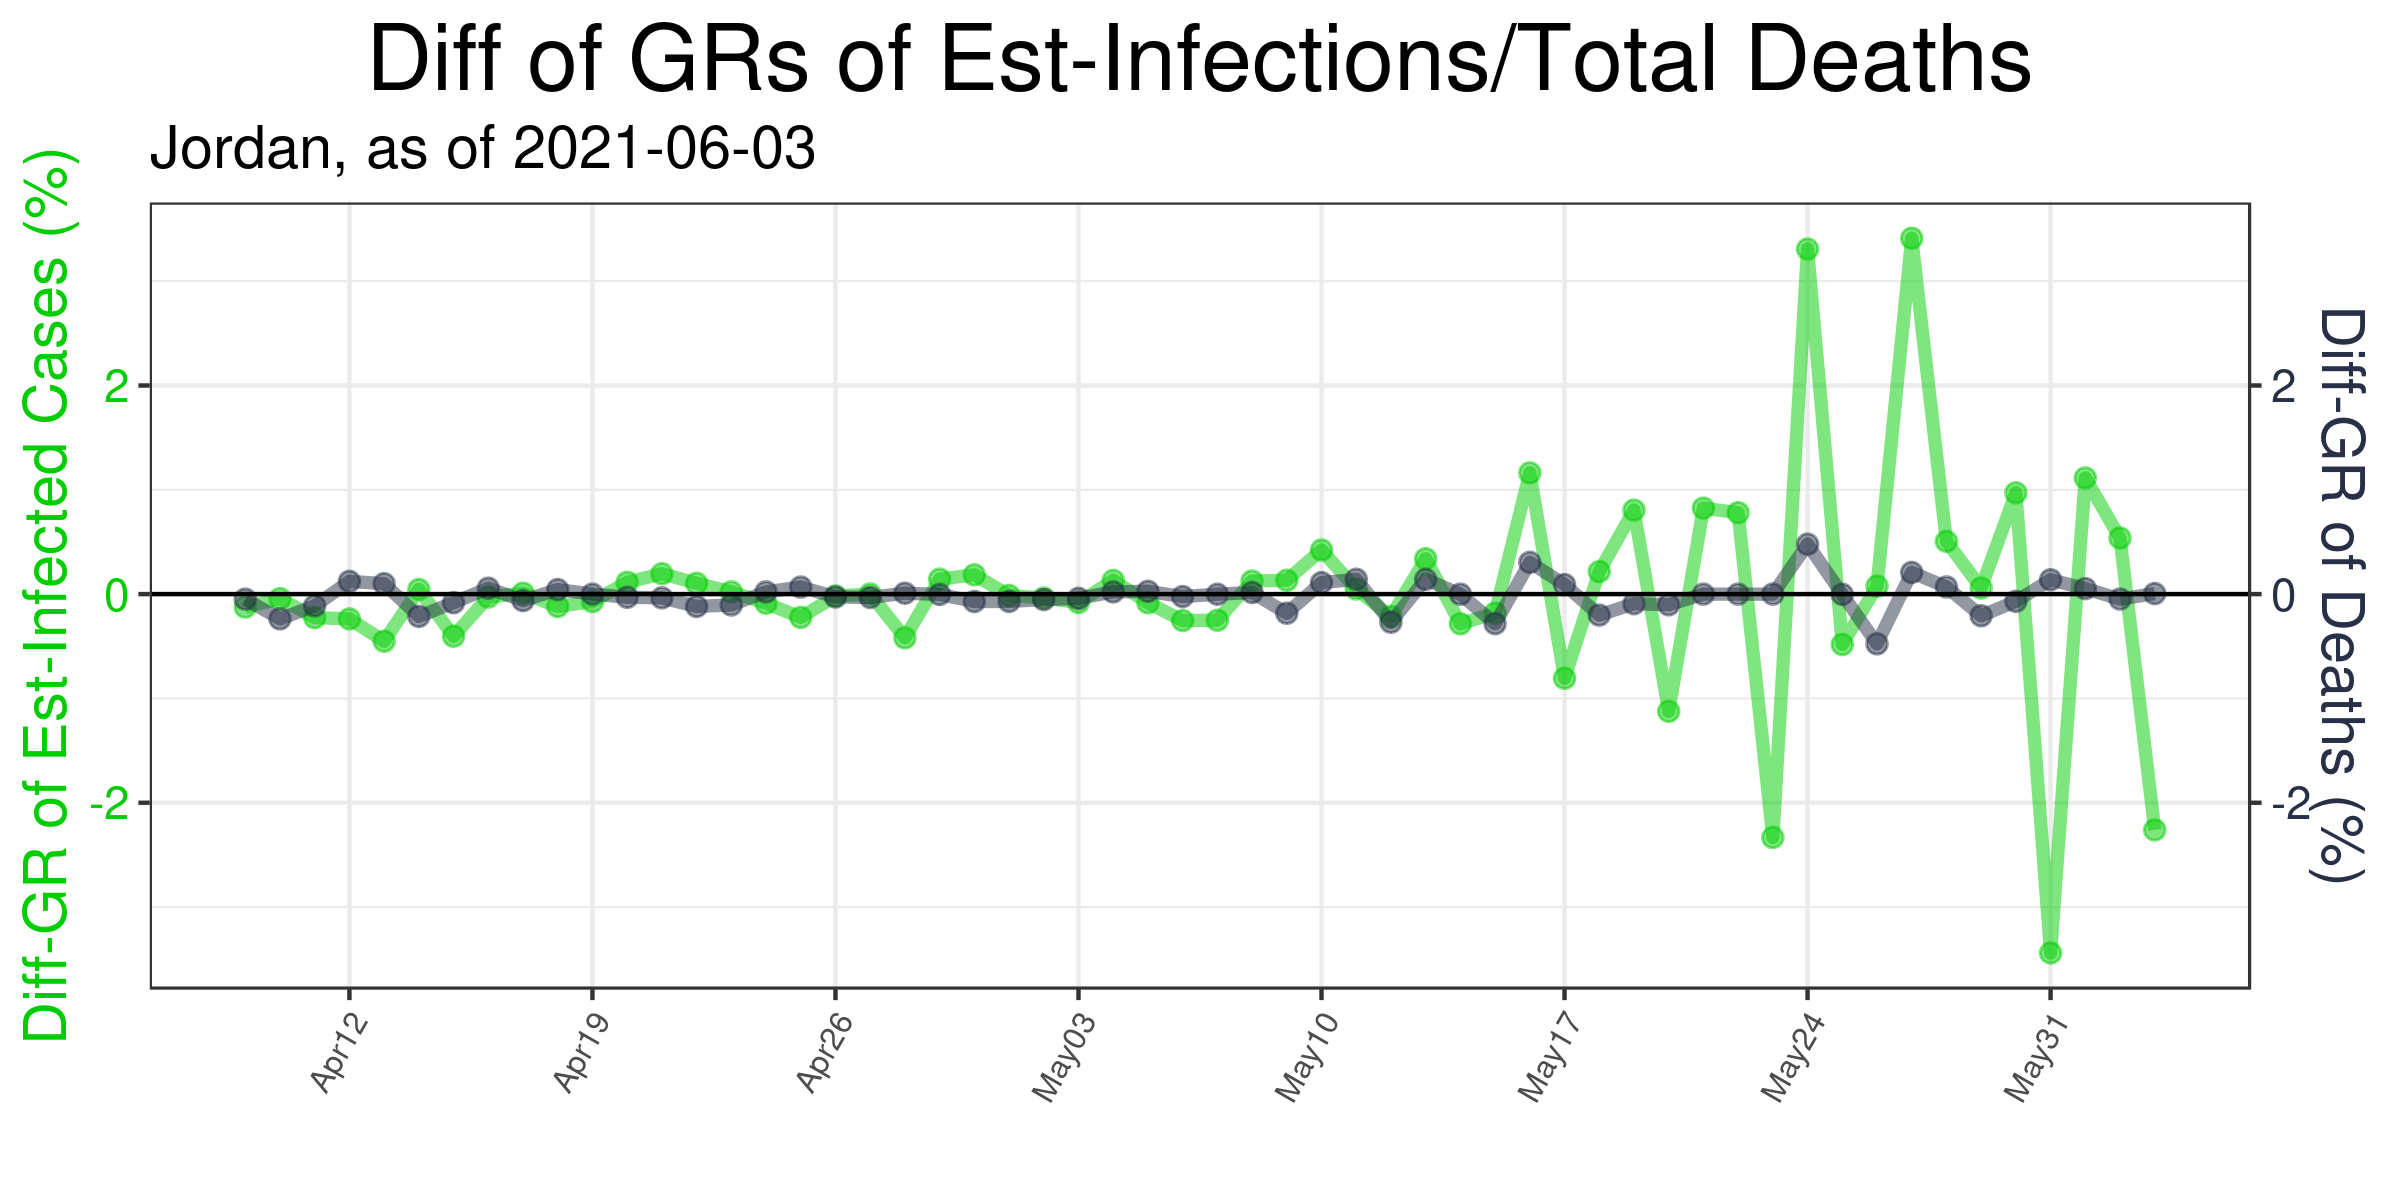 Diff of GRs of Est-Infections/Total Deaths
Jordan, as of 2021-06-03
Diff-GR of Est-Infected Cases (%)
2
0
-2
2
0
-2
Diff-GR of Deaths (%)
Apr12
Apr19
Apr26
May03
May10
May17
May24
May31